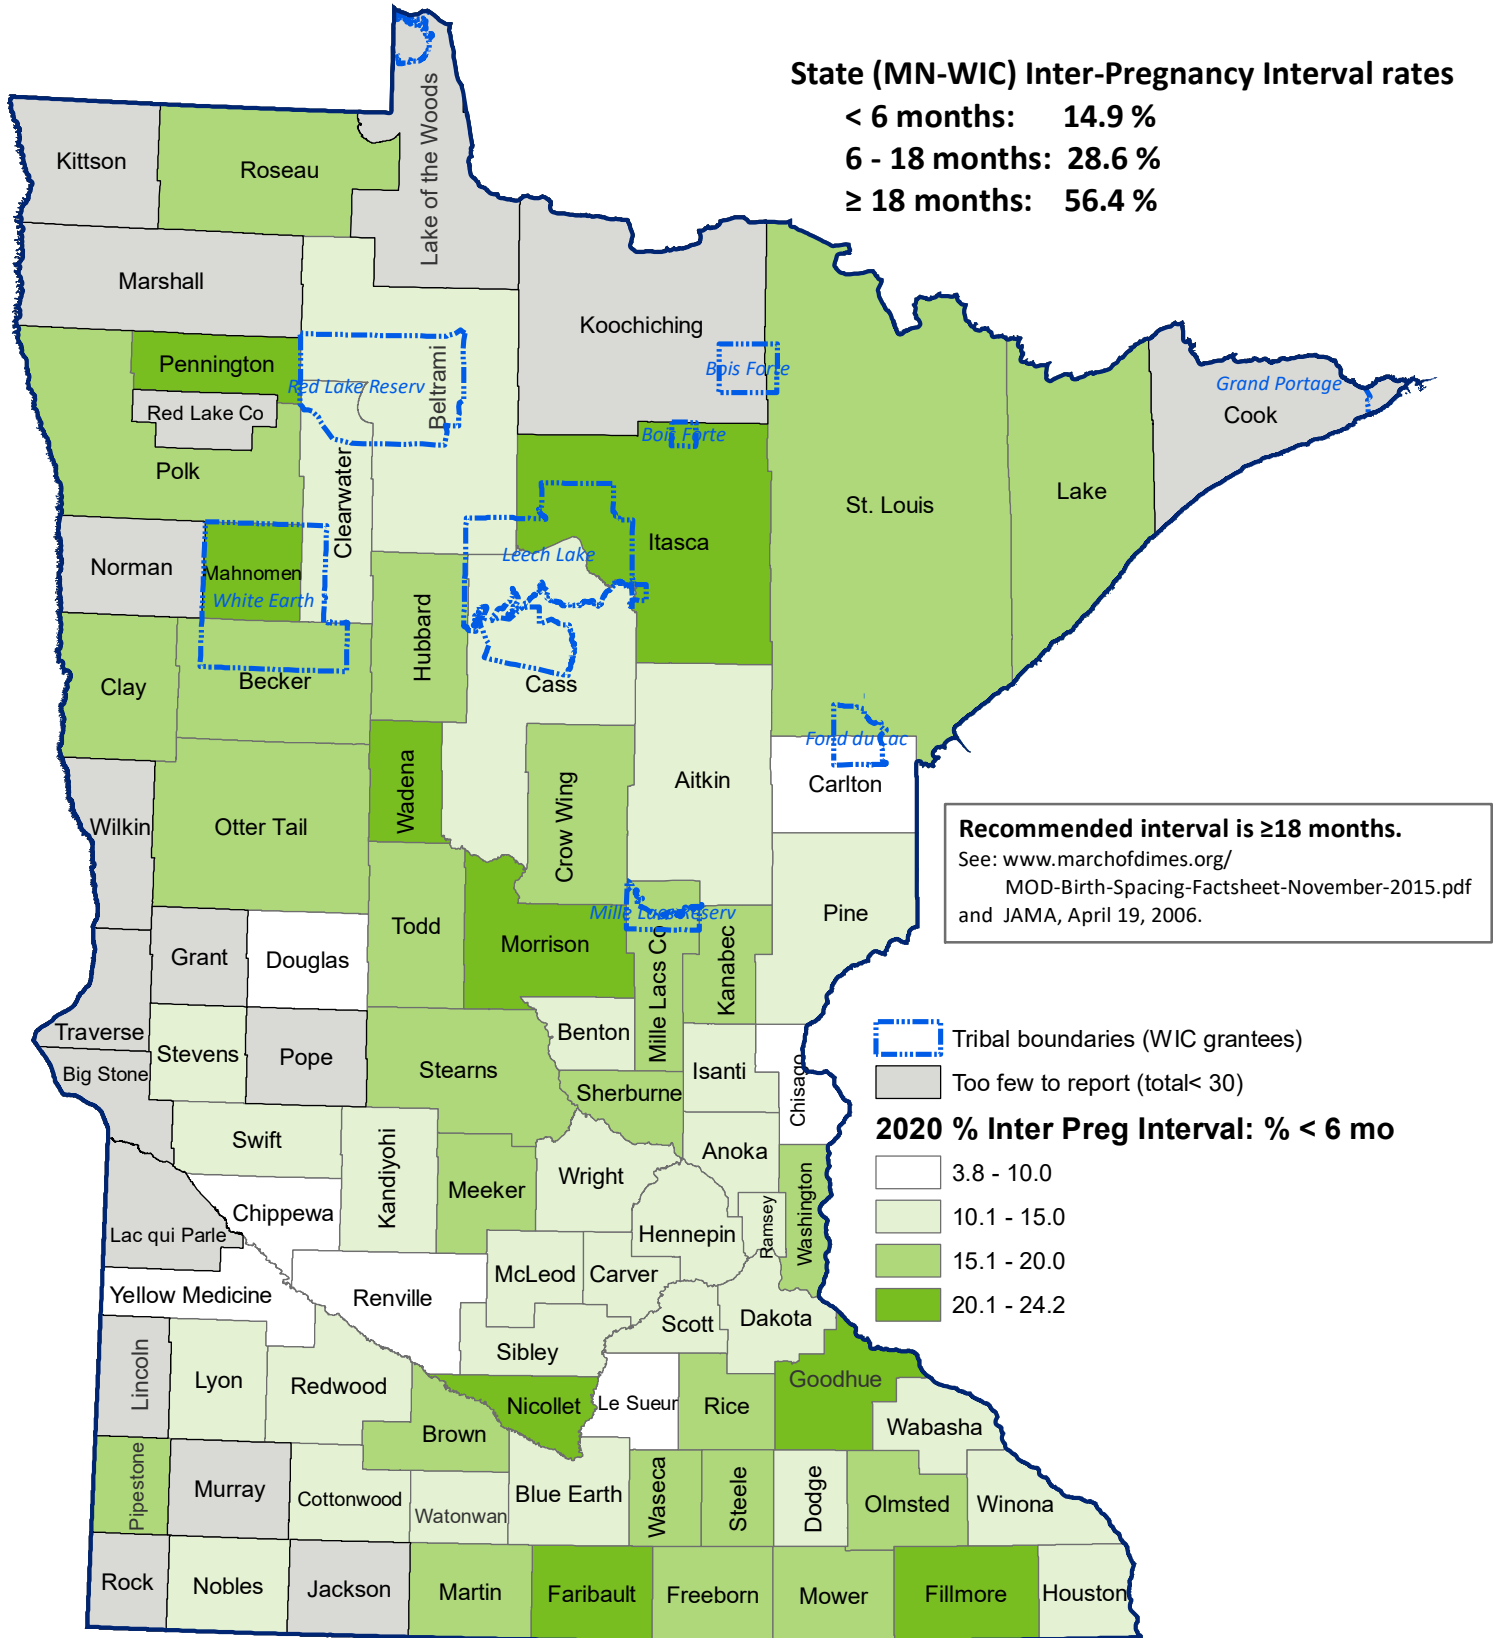 State (MN-WIC) Inter-Pregnancy Interval rates
< 6 months: 14.9 %
6 - 18 months: 28.6 %
≥ 18 months: 56.4 %
Kittson
Roseau
Lake of the Woods
Marshall
Koochiching
Pennington
Red Lake Reserv
Beltrami
Bois Forte
Grand Portage
Cook
Red Lake Co
Bois Forte
Polk
Clearwater
St. Louis
Lake
Itasca
Leech Lake
Norman
Mahnomen
White Earth
Hubbard
Clay
Becker
Cass
Fond du Lac
Carlton
Wadena
Aitkin
Crow Wing
Wilkin
Otter Tail
Recommended interval is ≥18 months.
See: www.marchofdimes.org/
MOD-Birth-Spacing-Factsheet-November-2015.pdf
and JAMA, April 19, 2006.
Mille Lacs Reserv
Pine
Todd
Morrison
Grant
Douglas
Mille Lacs Co
Kanabec
Traverse
Stevens
Pope
Benton
Big Stone
Stearns
Isanti
Chisago
Sherburne
Tribal boundaries (WIC grantees)
Too few to report (total< 30)
2020 % Inter Preg Interval: % < 6 mo
3.8 - 10.0
10.1 - 15.0
15.1 - 20.0
20.1 - 24.2
Swift
Kandiyohi
Anoka
Wright
Meeker
Chippewa
Ramsey
Washington
Lac qui Parle
Hennepin
McLeod
Carver
Yellow Medicine
Renville
Scott
Dakota
Sibley
Lincoln
Lyon
Redwood
Goodhue
Nicollet
Le Sueur
Rice
Brown
Wabasha
Pipestone
Murray
Cottonwood
Watonwan
Blue Earth
Waseca
Steele
Dodge
Olmsted
Winona
Rock
Nobles
Jackson
Martin
Faribault
Freeborn
Mower
Fillmore
Houston